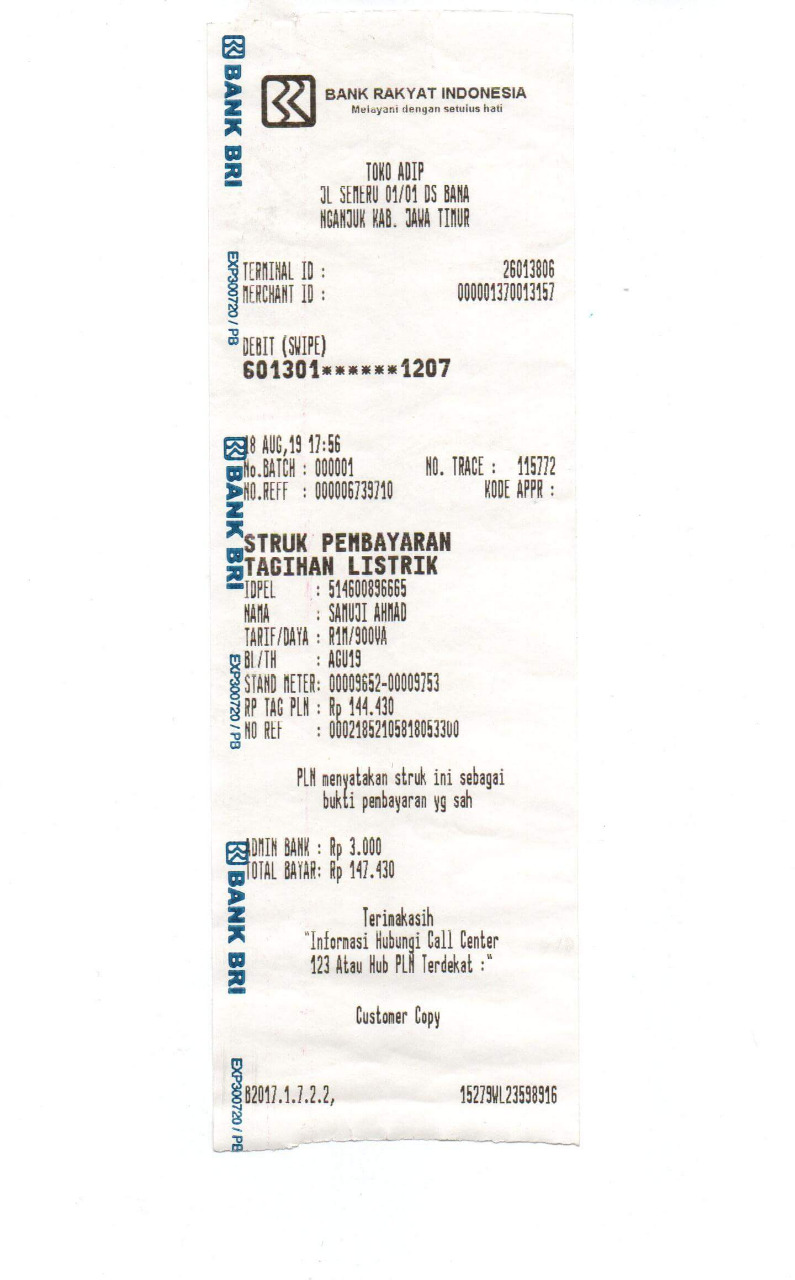 BANK RAKYAT INDONESIA
Melayani dengan setulus hati
TOKO ADIP
JL SEMERU 01/01 DS BANA
NGANJUK KAB. JAWA TIMUR
TERMINAL ID : 26013806
MERCHANT ID : 000001370013157
DEBIT (SWIPE)
601301******1207
18 AUG,19 17:56
No.BATCH : 000001 NO. TRACE : 115772
NO.REFF : 000006739710 KODE APPR :
STRUK PEMBAYARAN
TAGIHAN LISTRIK
IDPEL : 514600896665
NAMA : SAMUJI AHMAD
TARIF/DAYA : R1M/900VA
BL/TH : AGU19
STAND METER: 00009652-00009753
RP TAG PLN : Rp 144.430
NO REF : 00021852105818053300
PLN menyatakan struk ini sebagai
bukti pembayaran yg sah
ADMIN BANK : Rp 3.000
TOTAL BAYAR: Rp 147.430
Terimakasih
"Informasi Hubungi Call Center
123 Atau Hub PLN Terdekat :"
Customer Copy
B2017.1.7.2.2, 15279WL23598916
BANK BRI
EXP300720 / PB
BANK BRI
EXP300720 / PB
BANK BRI
EXP300720 / PB